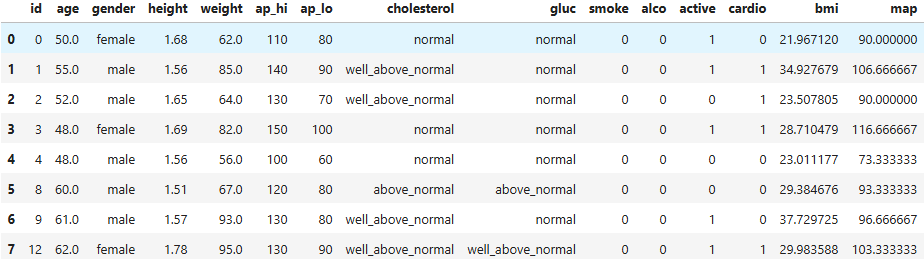 id age gender height weight ap_hi ap_lo cholesterol gluc smoke alco active cardio bmi map
0 0 50.0 female 1.68 62.0 110 80 normal normal 0 0 1 0 21.967120 90.000000
1 1 55.0 male 1.56 85.0 140 90 well_above_normal normal 0 0 1 1 34.927679 106.666667
2 2 52.0 male 1.65 64.0 130 70 well_above_normal normal 0 0 0 1 23.507805 90.000000
3 3 48.0 female 1.69 82.0 150 100 normal normal 0 0 1 1 28.710479 116.666667
4 4 48.0 male 1.56 56.0 100 60 normal normal 0 0 0 0 23.011177 73.333333
5 8 60.0 male 1.51 67.0 120 80 above_normal above_normal 0 0 0 0 29.384676 93.333333
6 9 61.0 male 1.57 93.0 130 80 well_above_normal normal 0 0 1 0 37.729725 96.666667
7 12 62.0 female 1.78 95.0 130 90 well_above_normal well_above_normal 0 0 1 1 29.983588 103.333333